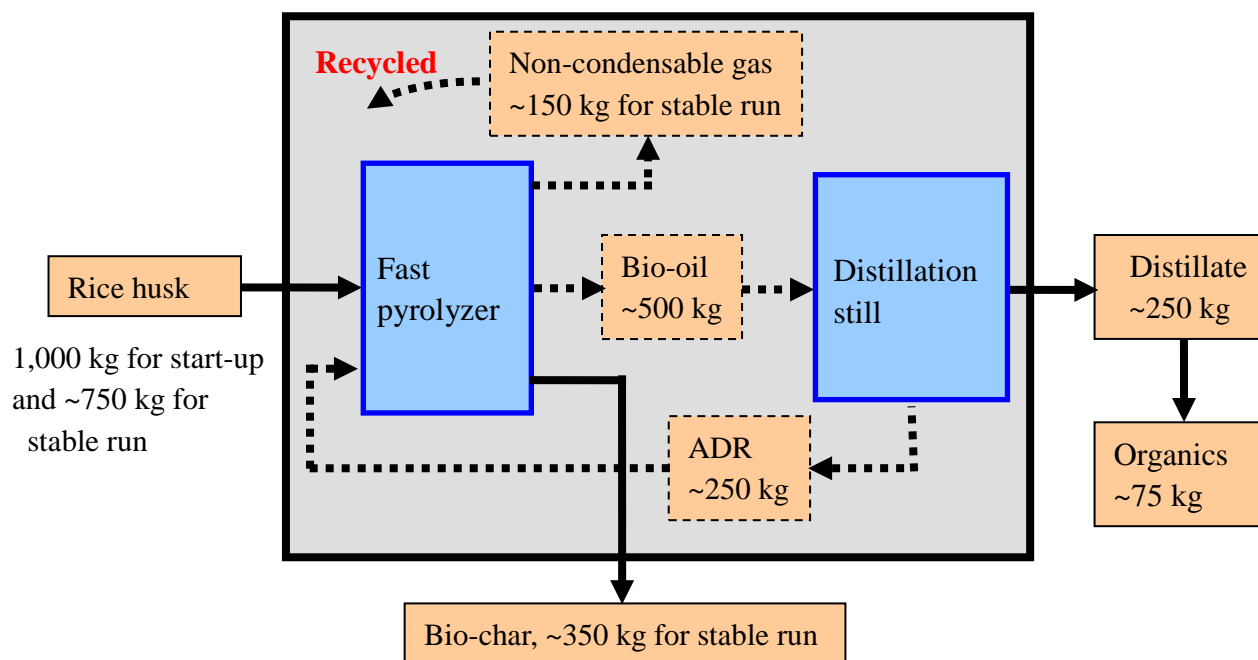 Recycled
Non-condensable gas
~150 kg for stable run
Rice husk
1,000 kg for start-up
and ~750 kg for
stable run
Fast
pyrolyzer
Bio-oil
~500 kg
Distillation
still
Distillate
~250 kg
ADR
~250 kg
Organics
~75 kg
Bio-char, ~350 kg for stable run